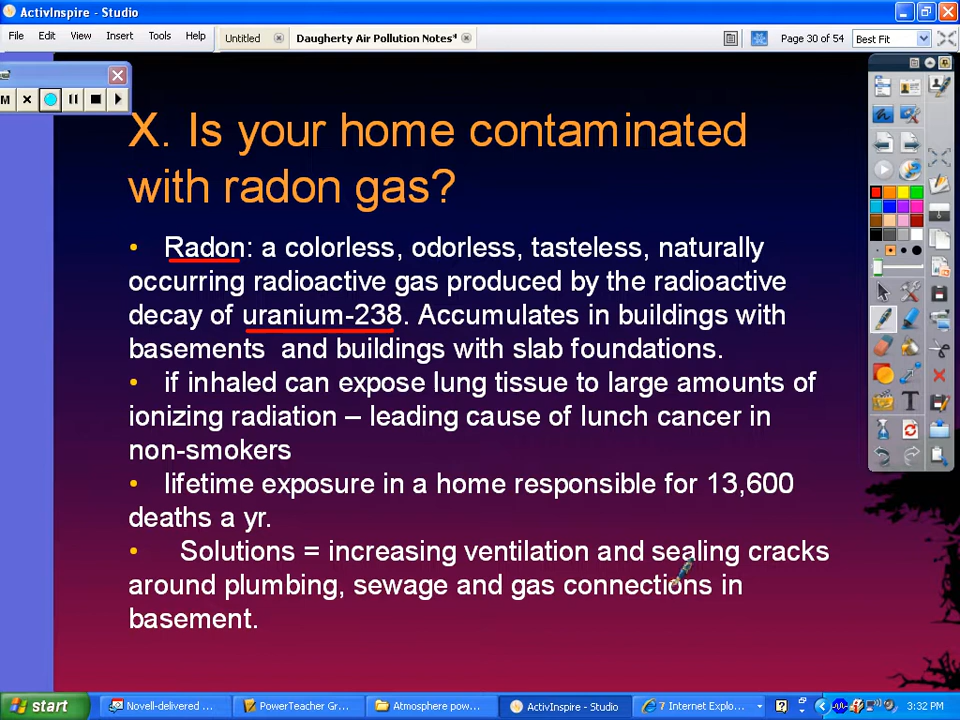 ActivInspire - Studio
File Edit View Insert Tools Help Untitled Daugherty Air Pollution Notes* Page 30 of 54 Best Fit
M
X. Is your home contaminated
with radon gas?
• Radon: a colorless, odorless, tasteless, naturally
occurring radioactive gas produced by the radioactive
decay of uranium-238. Accumulates in buildings with
basements and buildings with slab foundations.
• if inhaled can expose lung tissue to large amounts of
ionizing radiation – leading cause of lunch cancer in
non-smokers
• lifetime exposure in a home responsible for 13,600
deaths a yr.
• Solutions = increasing ventilation and sealing cracks
around plumbing, sewage and gas connections in
basement.
start Novell-delivered ... PowerTeacher Gr... Atmosphere pow... ActivInspire - Studio 7 Internet Explo... 3:32 PM